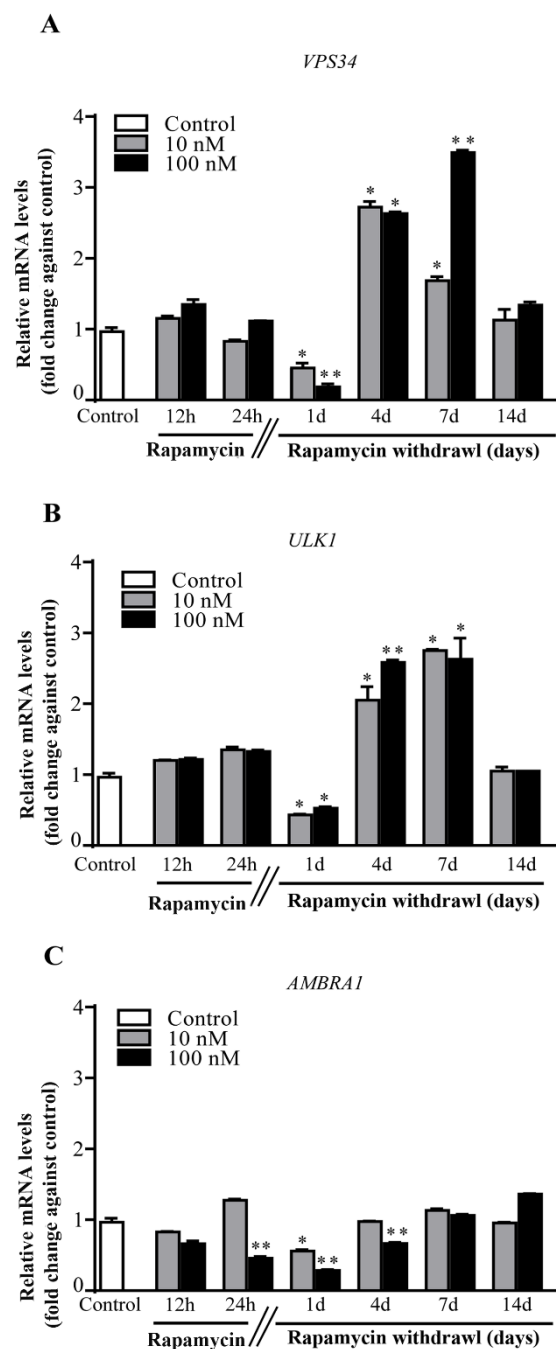 A
VPS34
Relative mRNA levels
(fold change against control)
4
3
2
1
0
Control
10 nM
100 nM
*
**
*
*
*
**
Control 12h 24h 1d 4d 7d 14d
Rapamycin // Rapamycin withdrawl (days)
B
ULK1
Relative mRNA levels
(fold change against control)
4
3
2
1
0
Control
10 nM
100 nM
*
*
*
**
*
*
Control 12h 24h 1d 4d 7d 14d
Rapamycin // Rapamycin withdrawl (days)
C
AMBRA1
Relative mRNA levels
(fold change against control)
4
3
2
1
0
Control
10 nM
100 nM
**
*
**
**
Control 12h 24h 1d 4d 7d 14d
Rapamycin // Rapamycin withdrawl (days)